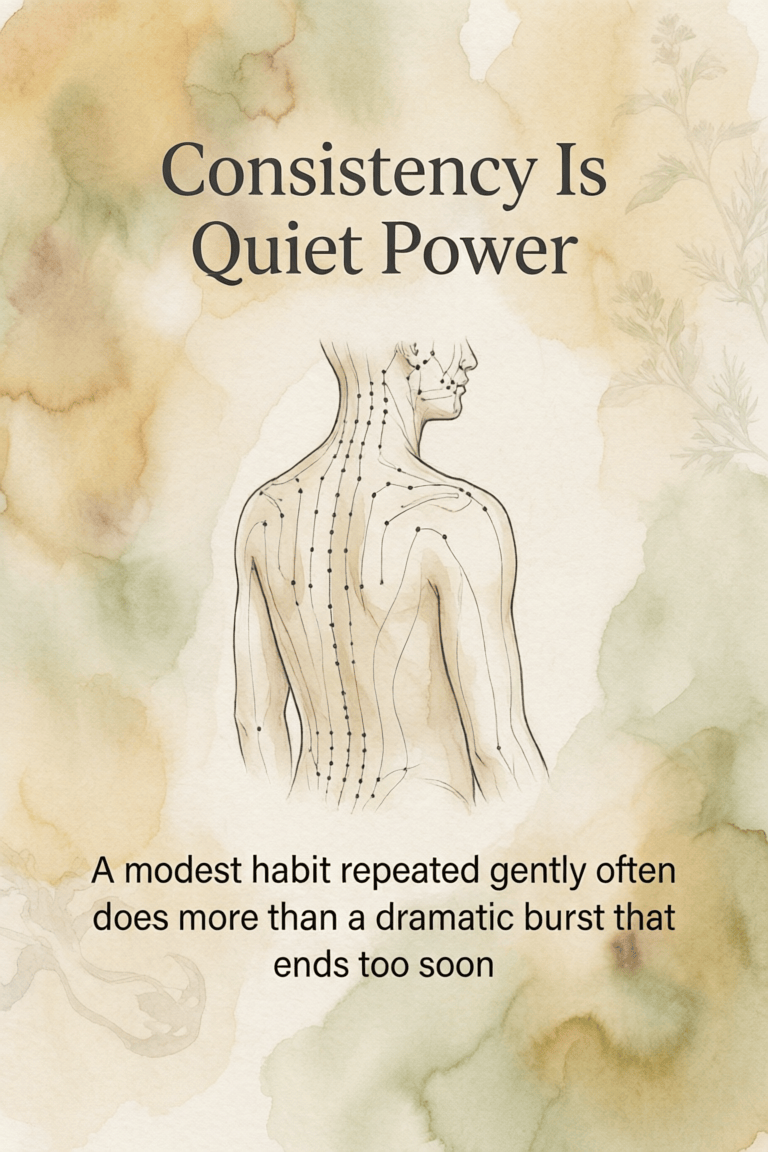 Consistency Is
Quiet Power
A modest habit repeated gently often
does more than a dramatic burst that
ends too soon